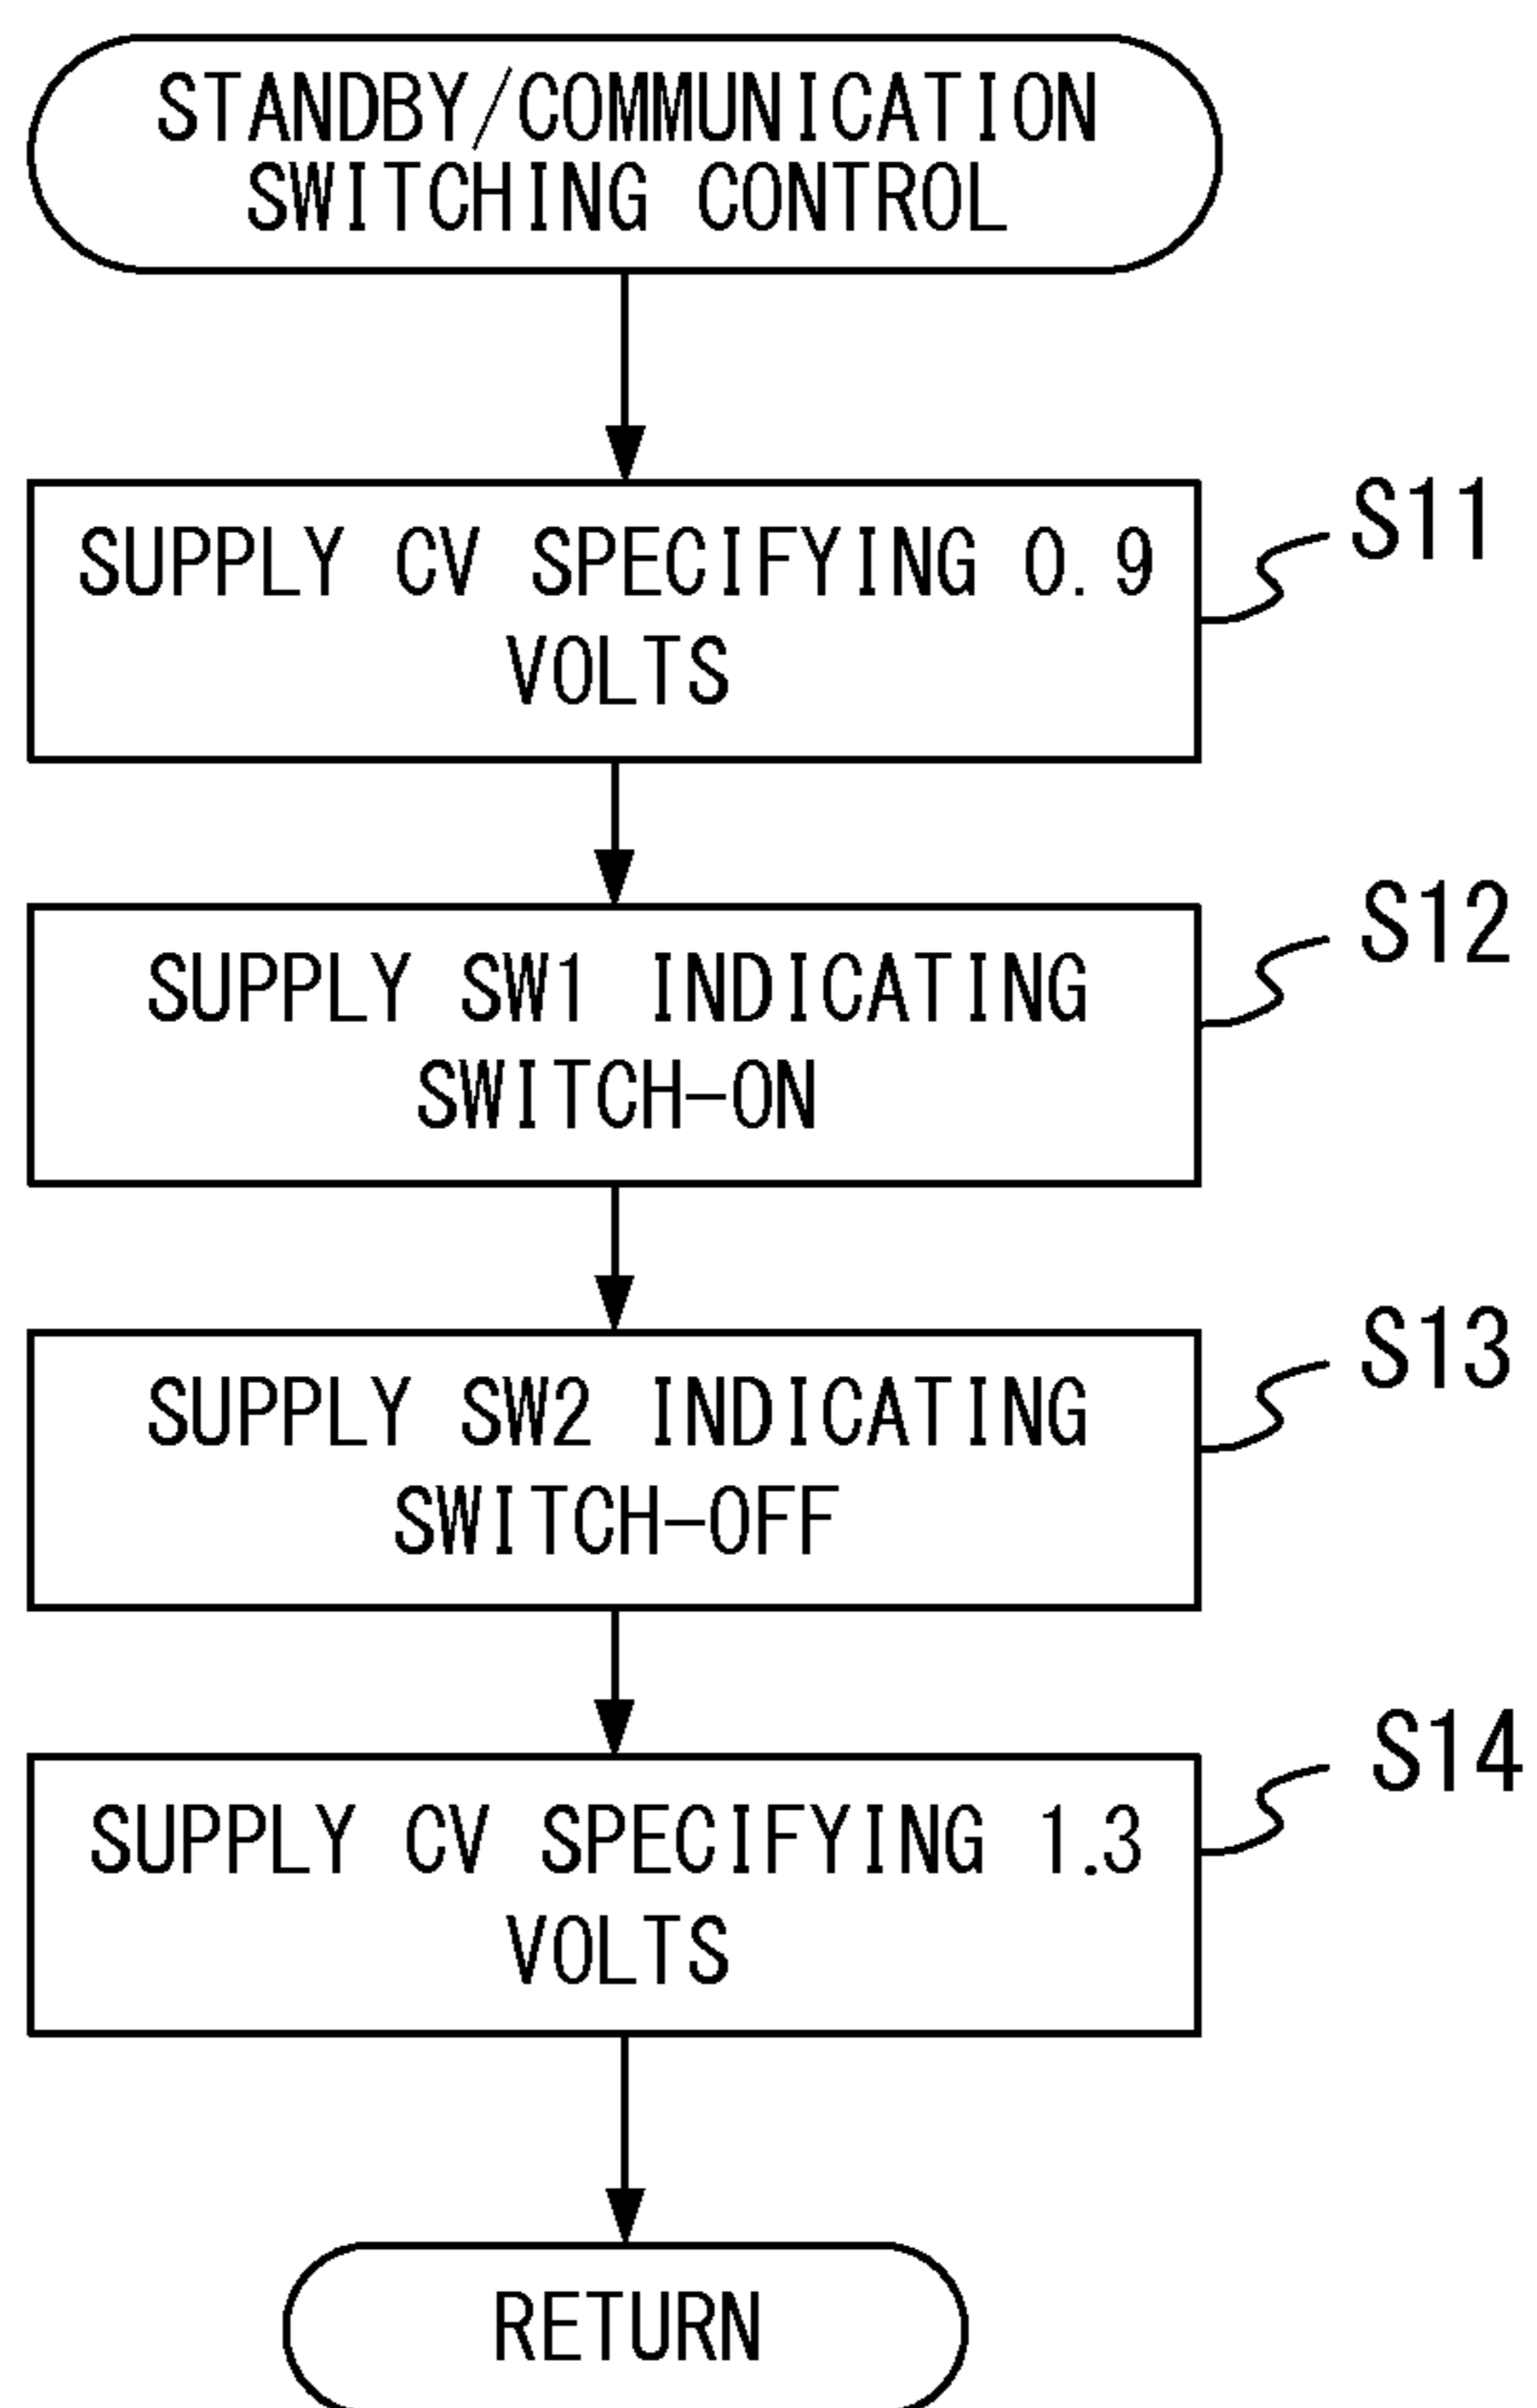 STANDBY/COMMUNICATION
SWITCHING CONTROL
SUPPLY CV SPECIFYING 0.9
VOLTS
S11
SUPPLY SW1 INDICATING
SWITCH-ON
S12
SUPPLY SW2 INDICATING
SWITCH-OFF
S13
SUPPLY CV SPECIFYING 1.3
VOLTS
S14
RETURN